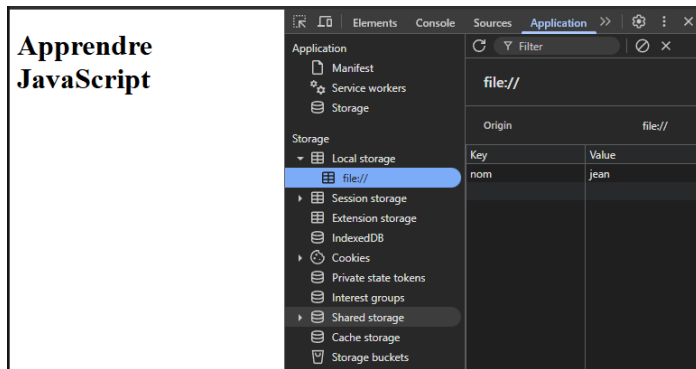 Apprendre
JavaScript
Elements Console Sources Application
Application
Manifest
Service workers
Storage
Storage
Local storage
file://
Session storage
Extension storage
IndexedDB
Cookies
Private state tokens
Interest groups
Shared storage
Cache storage
Storage buckets
Filter
file://
Origin file://
Key Value
nom jean